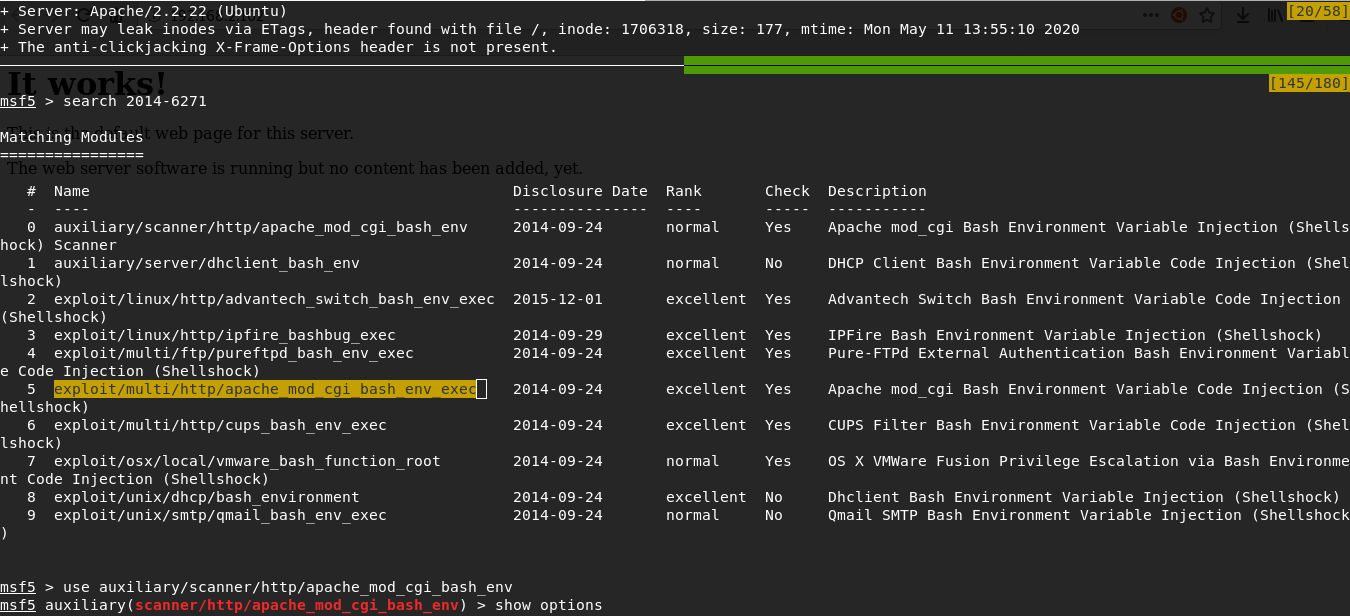 + Server: Apache/2.2.22 (Ubuntu)
[20/58]
+ Server may leak inodes via ETags, header found with file /, inode: 1706318, size: 177, mtime: Mon May 11 13:55:10 2020
+ The anti-clickjacking X-Frame-Options header is not present.
It works!
[145/180]
msf5 > search 2014-6271
This is the default web page for this server.
Matching Modules
================
The web server software is running but no content has been added, yet.
# Name Disclosure Date Rank Check Description
- ---- --------------- ---- ----- -----------
0 auxiliary/scanner/http/apache_mod_cgi_bash_env 2014-09-24 normal Yes Apache mod_cgi Bash Environment Variable Injection (Shells
hock) Scanner
1 auxiliary/server/dhclient_bash_env 2014-09-24 normal No DHCP Client Bash Environment Variable Code Injection (Shel
lshock)
2 exploit/linux/http/advantech_switch_bash_env_exec 2015-12-01 excellent Yes Advantech Switch Bash Environment Variable Code Injection
(Shellshock)
3 exploit/linux/http/ipfire_bashbug_exec 2014-09-29 excellent Yes IPFire Bash Environment Variable Injection (Shellshock)
4 exploit/multi/ftp/pureftpd_bash_env_exec 2014-09-24 excellent Yes Pure-FTPd External Authentication Bash Environment Variabl
e Code Injection (Shellshock)
5 exploit/multi/http/apache_mod_cgi_bash_env_exec 2014-09-24 excellent Yes Apache mod_cgi Bash Environment Variable Code Injection (S
hellshock)
6 exploit/multi/http/cups_bash_env_exec 2014-09-24 excellent Yes CUPS Filter Bash Environment Variable Code Injection (Shel
lshock)
7 exploit/osx/local/vmware_bash_function_root 2014-09-24 normal Yes OS X VMWare Fusion Privilege Escalation via Bash Environme
nt Code Injection (Shellshock)
8 exploit/unix/dhcp/bash_environment 2014-09-24 excellent No Dhclient Bash Environment Variable Injection (Shellshock)
9 exploit/unix/smtp/qmail_bash_env_exec 2014-09-24 normal No Qmail SMTP Bash Environment Variable Injection (Shellshock
)
msf5 > use auxiliary/scanner/http/apache_mod_cgi_bash_env
msf5 auxiliary(scanner/http/apache_mod_cgi_bash_env) > show options